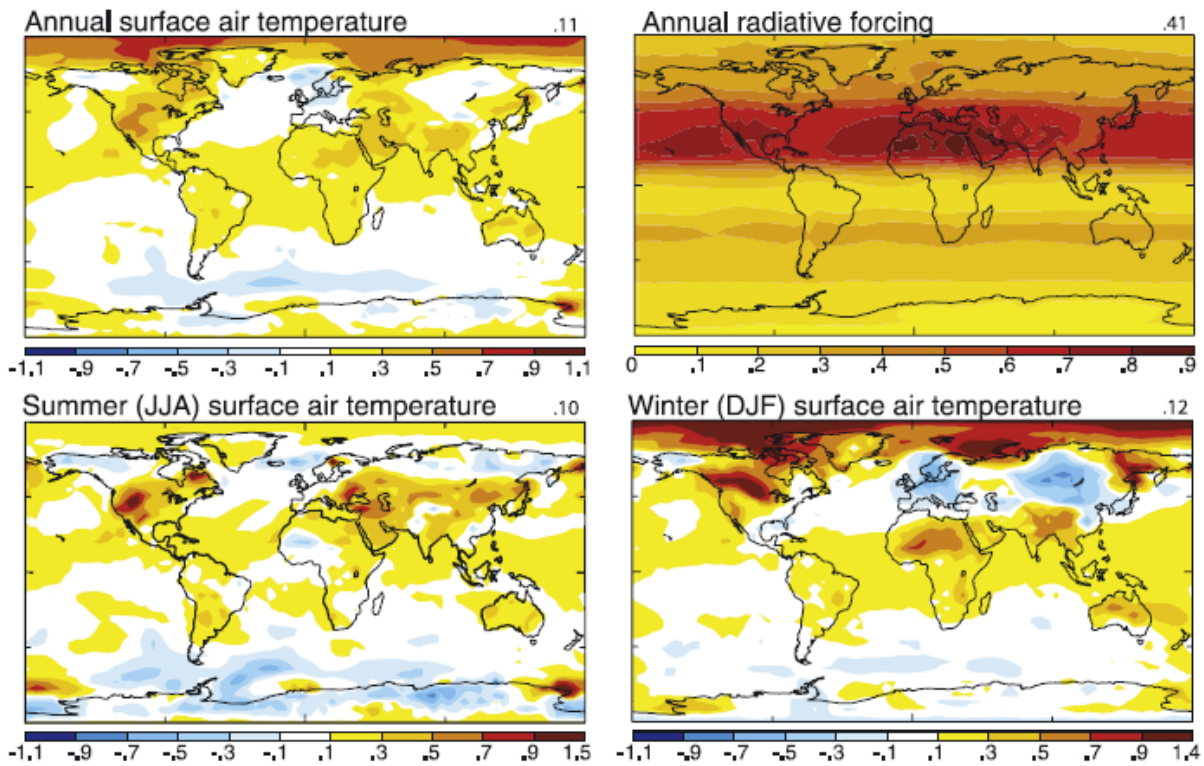 Annual surface air temperature .11
Annual radiative forcing .41
-1.1 -.9 -.7 -.5 -.3 -.1 .1 .3 .5 .7 .9 1.1
0 .1 .2 .3 .4 .5 .6 .7 .8 .9
Summer (JJA) surface air temperature .10
Winter (DJF) surface air temperature .12
-1.1 -.9 -.7 -.5 -.3 -.1 .1 .3 .5 .7 .9 1.5
-1.1 -.9 -.7 -.5 -.3 -.1 .1 .3 .5 .7 .9 1.4